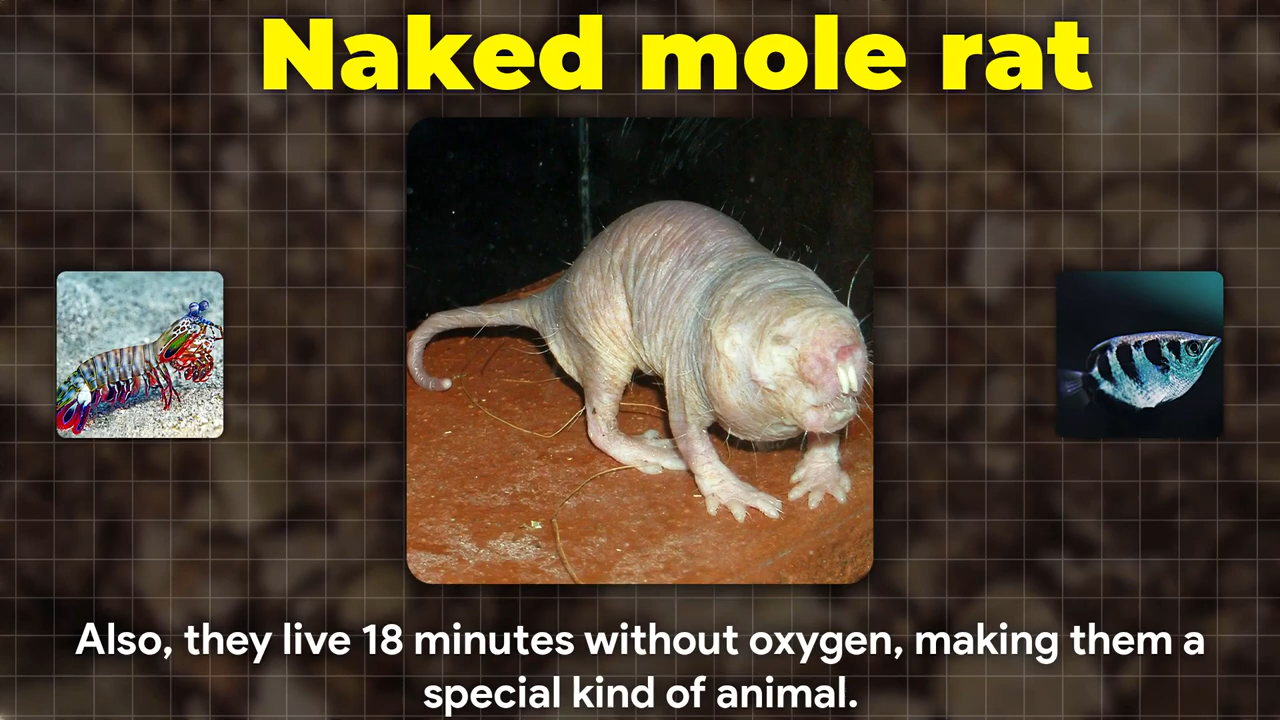 Naked mole rat
Also, they live 18 minutes without oxygen, making them a
special kind of animal.